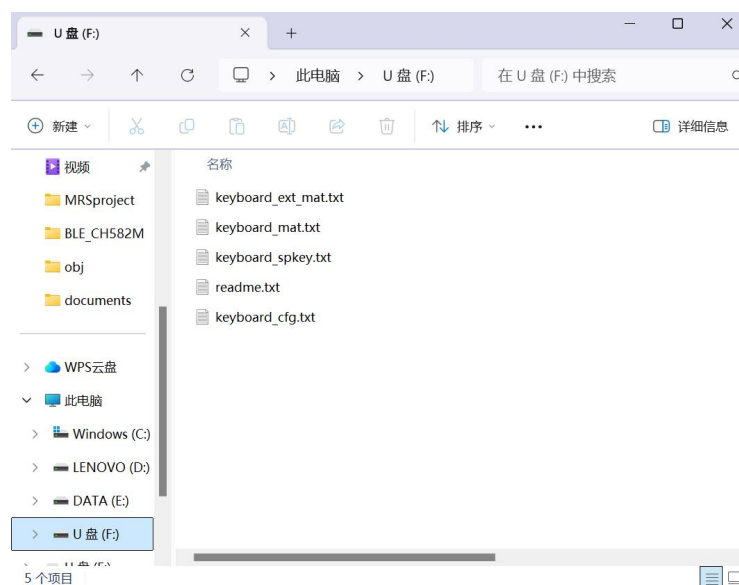 U 盘 (F:)
此电脑 > U 盘 (F:)
在 U 盘 (F:) 中搜索
新建
排序
详细信息
视频
MRSproject
BLE_CH582M
obj
documents
WPS云盘
此电脑
Windows (C:)
LENOVO (D:)
DATA (E:)
U 盘 (F:)
U 盘 (F:)
名称
keyboard_ext_mat.txt
keyboard_mat.txt
keyboard_spkey.txt
readme.txt
keyboard_cfg.txt
5 个项目